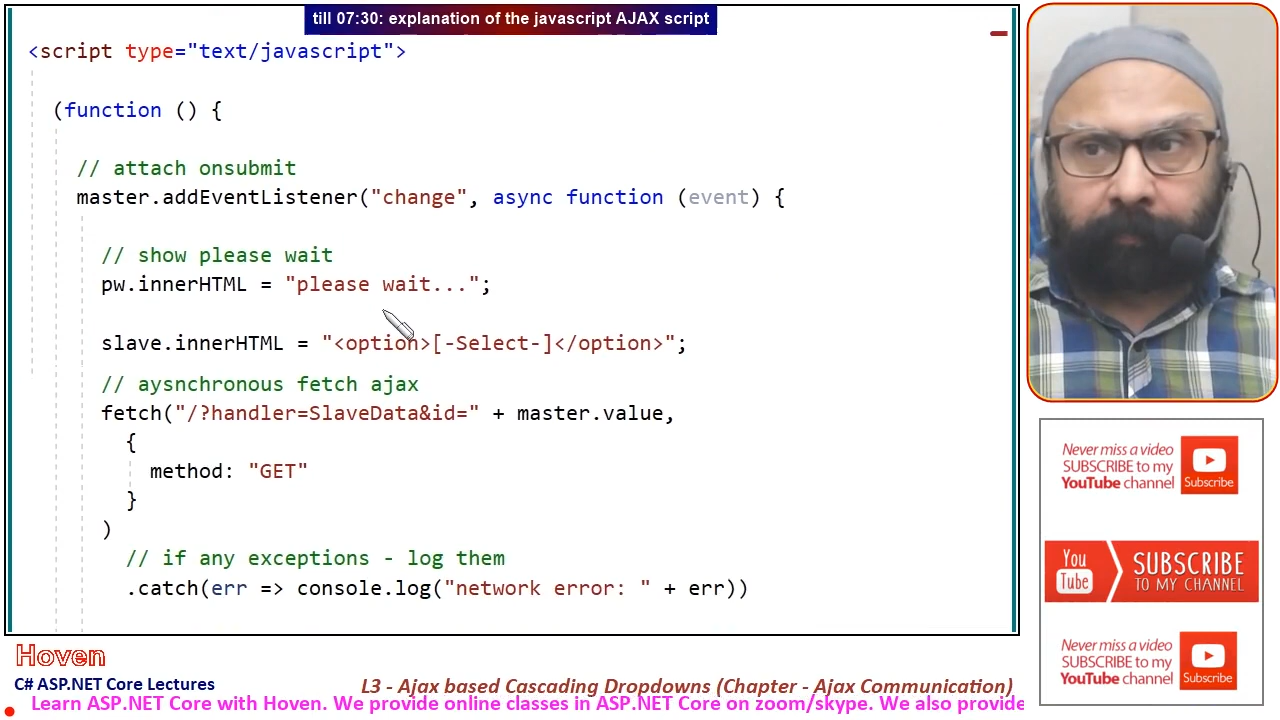 till 07:30: explanation of the javascript AJAX script
<script type="text/javascript">
(function () {
// attach onsubmit
master.addEventListener("change", async function (event) {
// show please wait
pw.innerHTML = "please wait...";
slave.innerHTML = "<option>[-Select-]</option>";
// aysnchronous fetch ajax
fetch("/?handler=SlaveData&id=" + master.value,
{
method: "GET"
}
)
// if any exceptions - log them
.catch(err => console.log("network error: " + err))
Never miss a video
SUBSCRIBE to my
YouTube channel
Subscribe
You
Tube
SUBSCRIBE
TO MY CHANNEL
Never miss a video
SUBSCRIBE to my
YouTube channel
Subscribe
Hoven
C# ASP.NET Core Lectures
L3 - Ajax based Cascading Dropdowns (Chapter - Ajax Communication)
Learn ASP.NET Core with Hoven. We provide online classes in ASP.NET Core on zoom/skype. We also provide